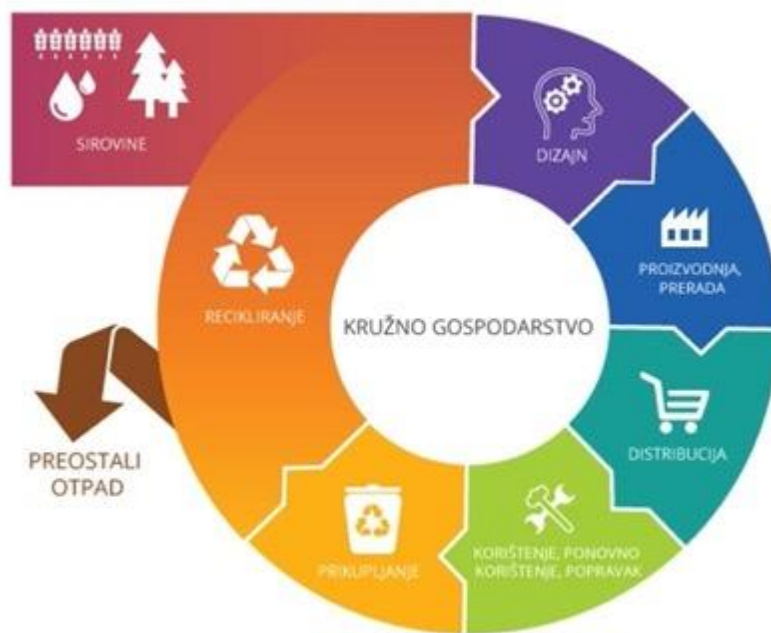 SIROVINE
DIZAJN
PROIZVODNJA,
PRERADA
RECIKLIRANJE
KRUŽNO GOSPODARSTVO
DISTRIBUCIJA
PREOSTALI
OTPAD
KORIŠTENJE, PONOVNO
KORIŠTENJE, POPRAVAK
PRIKUPLJANJE